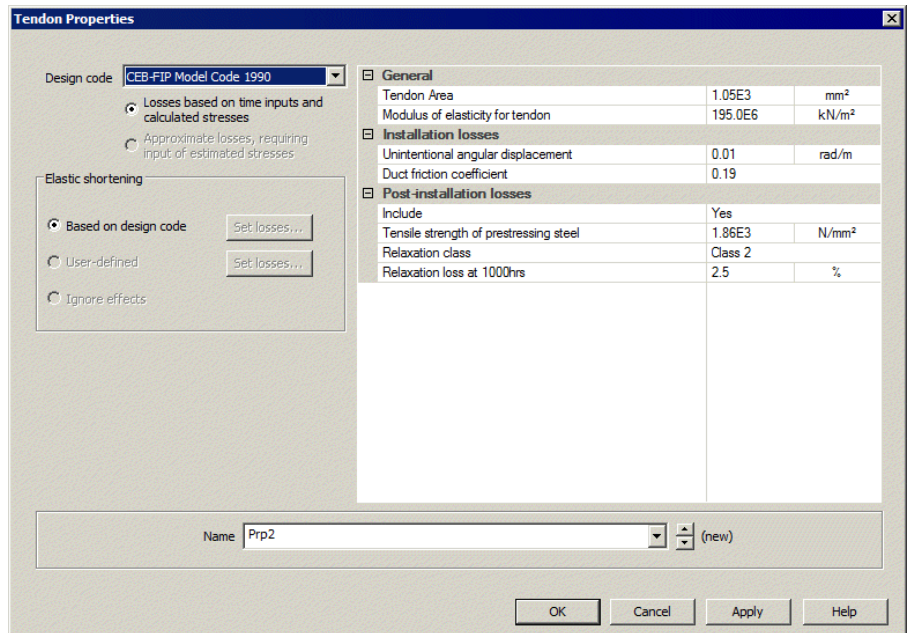 Tendon Properties
Design code CEB-FIP Model Code 1990
Losses based on time inputs and
calculated stresses
Approximate losses, requiring
input of estimated stresses
Elastic shortening
Based on design code Set losses...
User-defined Set losses...
Ignore effects
General
Tendon Area 1.05E3 mm²
Modulus of elasticity for tendon 195.0E6 kN/m²
Installation losses
Unintentional angular displacement 0.01 rad/m
Duct friction coefficient 0.19
Post-installation losses
Include Yes
Tensile strength of prestressing steel 1.86E3 N/mm²
Relaxation class Class 2
Relaxation loss at 1000hrs 2.5 %
Name Prp2 (new)
OK Cancel Apply Help